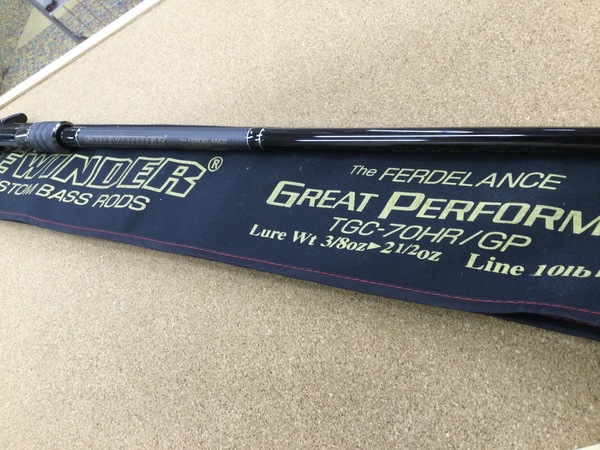 WINDER®
BASS RODS
The FERDELANCE
GREAT PERFORM
TGC-70HR/GP
Lure Wt 3/8oz▶2 1/2oz
Line 10lb